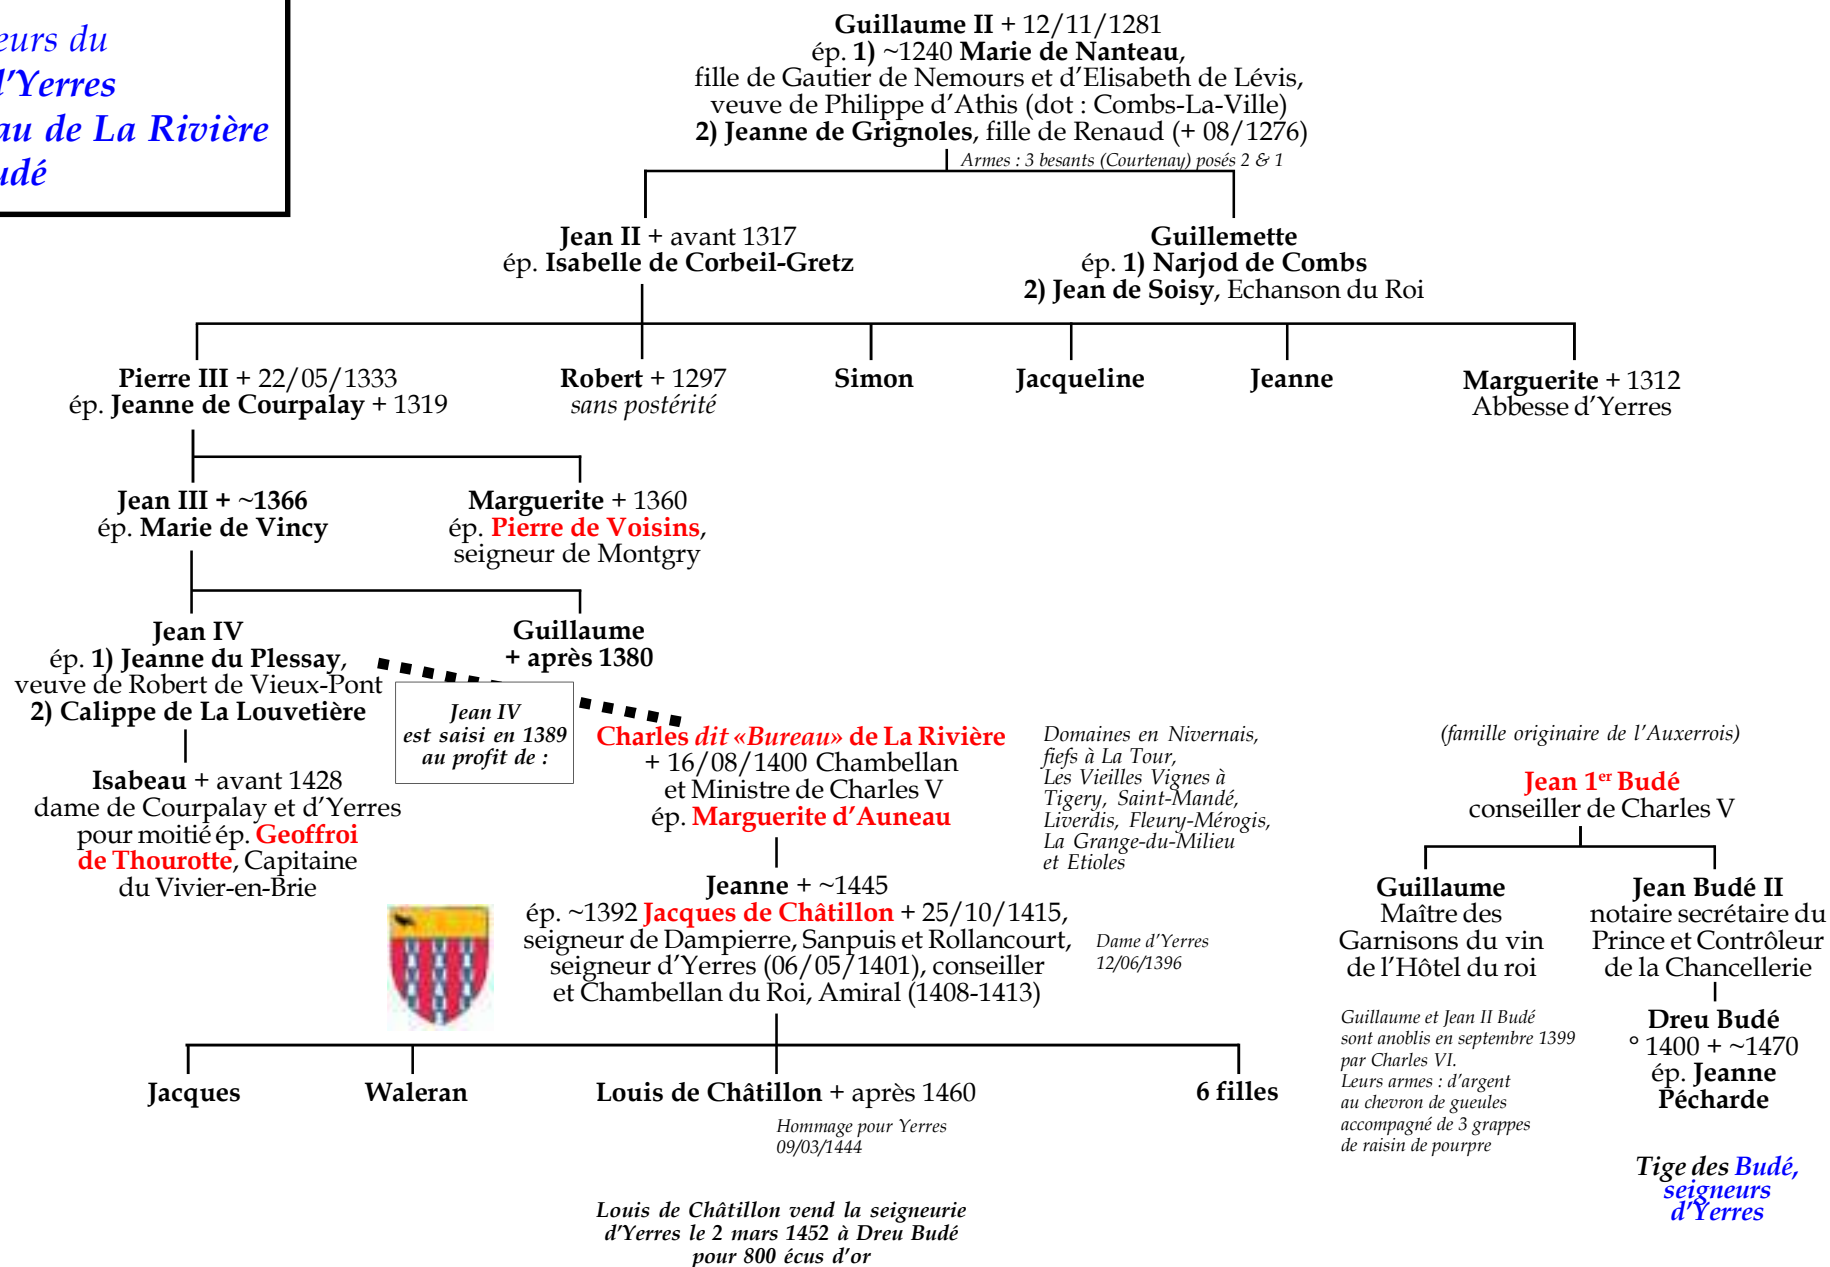 eurs du
d'Yerres
au de La Rivière
udé
Guillaume II + 12/11/1281
ép. 1) ~1240 Marie de Nanteau,
fille de Gautier de Nemours et d'Elisabeth de Lévis,
veuve de Philippe d'Athis (dot : Combs-La-Ville)
2) Jeanne de Grignoles, fille de Renaud (+ 08/1276)
Armes : 3 besants (Courtenay) posés 2 & 1
Jean II + avant 1317
ép. Isabelle de Corbeil-Gretz
Guillemette
ép. 1) Narjod de Combs
2) Jean de Soisy, Echanson du Roi
Pierre III + 22/05/1333
ép. Jeanne de Courpalay + 1319
Robert + 1297
sans postérité
Simon
Jacqueline
Jeanne
Marguerite + 1312
Abbesse d'Yerres
Jean III + ~1366
ép. Marie de Vincy
Marguerite + 1360
ép. Pierre de Voisins,
seigneur de Montgry
Jean IV
ép. 1) Jeanne du Plessay,
veuve de Robert de Vieux-Pont
2) Calippe de La Louvetière
Guillaume
+ après 1380
Jean IV
est saisi en 1389
au profit de :
Isabeau + avant 1428
dame de Courpalay et d'Yerres
pour moitié ép. Geoffroi
de Thourotte, Capitaine
du Vivier-en-Brie
Charles dit «Bureau» de La Rivière
+ 16/08/1400 Chambellan
et Ministre de Charles V
ép. Marguerite d'Auneau
Domaines en Nivernais,
fiefs à La Tour,
Les Vieilles Vignes à
Tigery, Saint-Mandé,
Liverdis, Fleury-Mérogis,
La Grange-du-Milieu
et Etioles
Jeanne + ~1445
ép. ~1392 Jacques de Châtillon + 25/10/1415,
seigneur de Dampierre, Sanpuis et Rollancourt,
seigneur d'Yerres (06/05/1401), conseiller
et Chambellan du Roi, Amiral (1408-1413)
Dame d'Yerres
12/06/1396
Jacques
Waleran
Louis de Châtillon + après 1460
6 filles
Hommage pour Yerres
09/03/1444
Louis de Châtillon vend la seigneurie
d'Yerres le 2 mars 1452 à Dreu Budé
pour 800 écus d'or
(famille originaire de l'Auxerrois)
Jean 1er Budé
conseiller de Charles V
Guillaume
Maître des
Garnisons du vin
de l'Hôtel du roi
Jean Budé II
notaire secrétaire du
Prince et Contrôleur
de la Chancellerie
Guillaume et Jean II Budé
sont anoblis en septembre 1399
par Charles VI.
Leurs armes : d'argent
au chevron de gueules
accompagné de 3 grappes
de raisin de pourpre
Dreu Budé
° 1400 + ~1470
ép. Jeanne
Pécharde
Tige des Budé,
seigneurs
d'Yerres